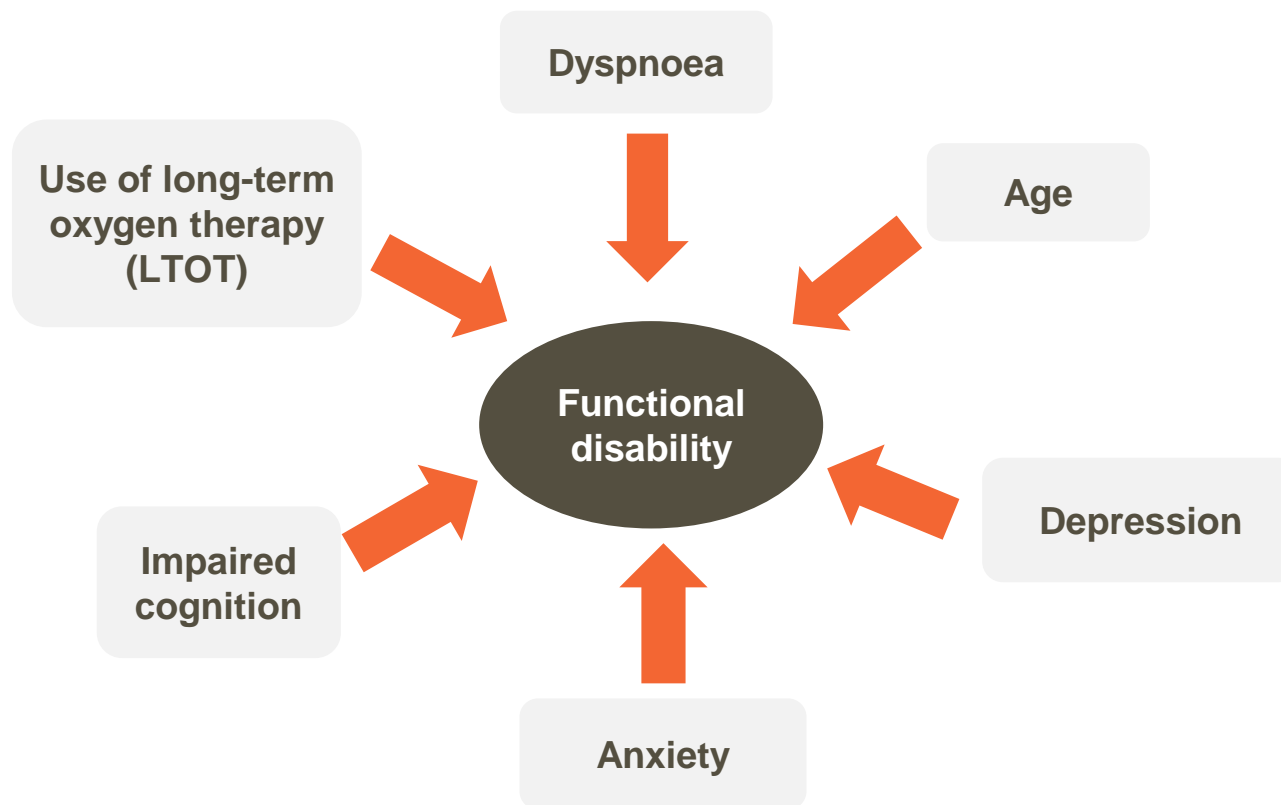 Dyspnoea
Use of long-term
oxygen therapy
(LTOT)
Age
Functional
disability
Depression
Impaired
cognition
Anxiety